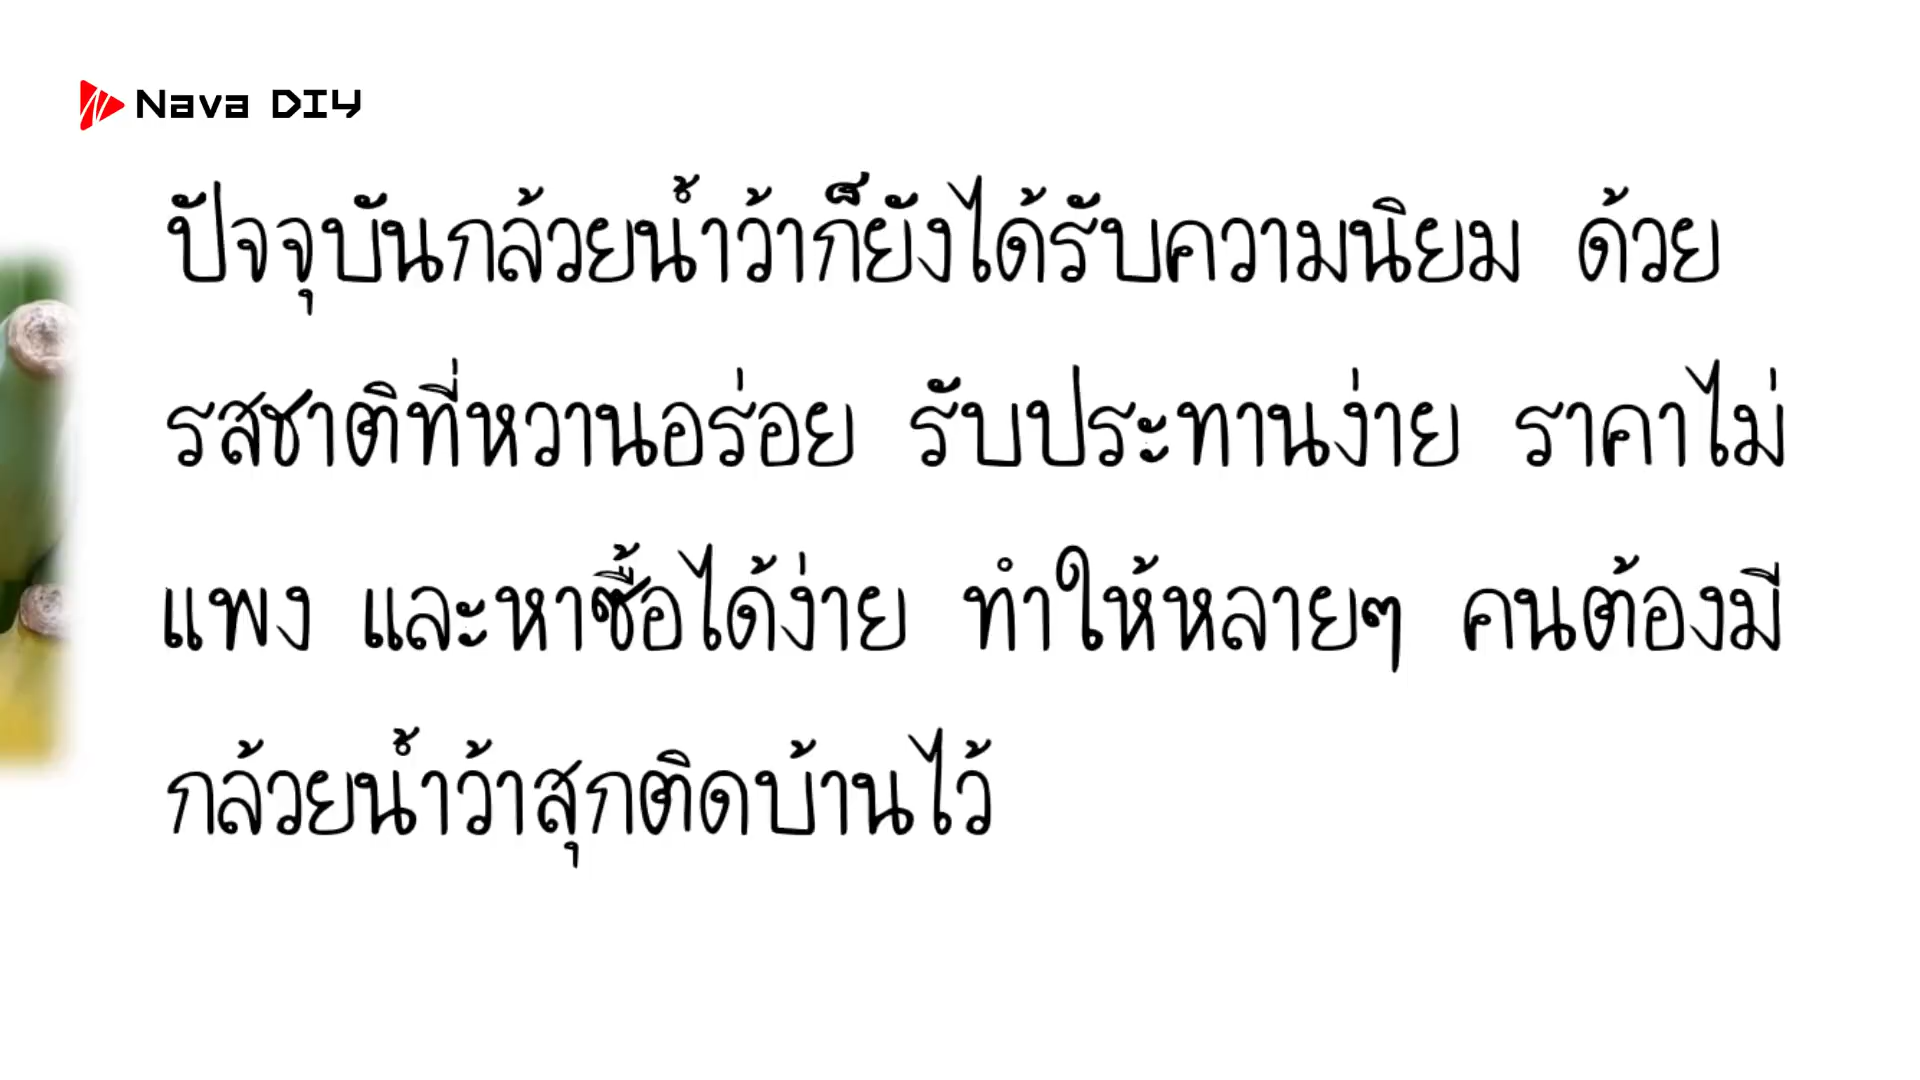 Nava DIY
ปัจจุบันกล้วยน้ำว้าก็ยังได้รับความนิยม ด้วย
รสชาติที่หวานอร่อย รับประทานง่าย ราคาไม่
แพง และหาซื้อได้ง่าย ทำให้หลายๆ คนต้องมี
กล้วยน้ำว้าสุกติดบ้านไว้